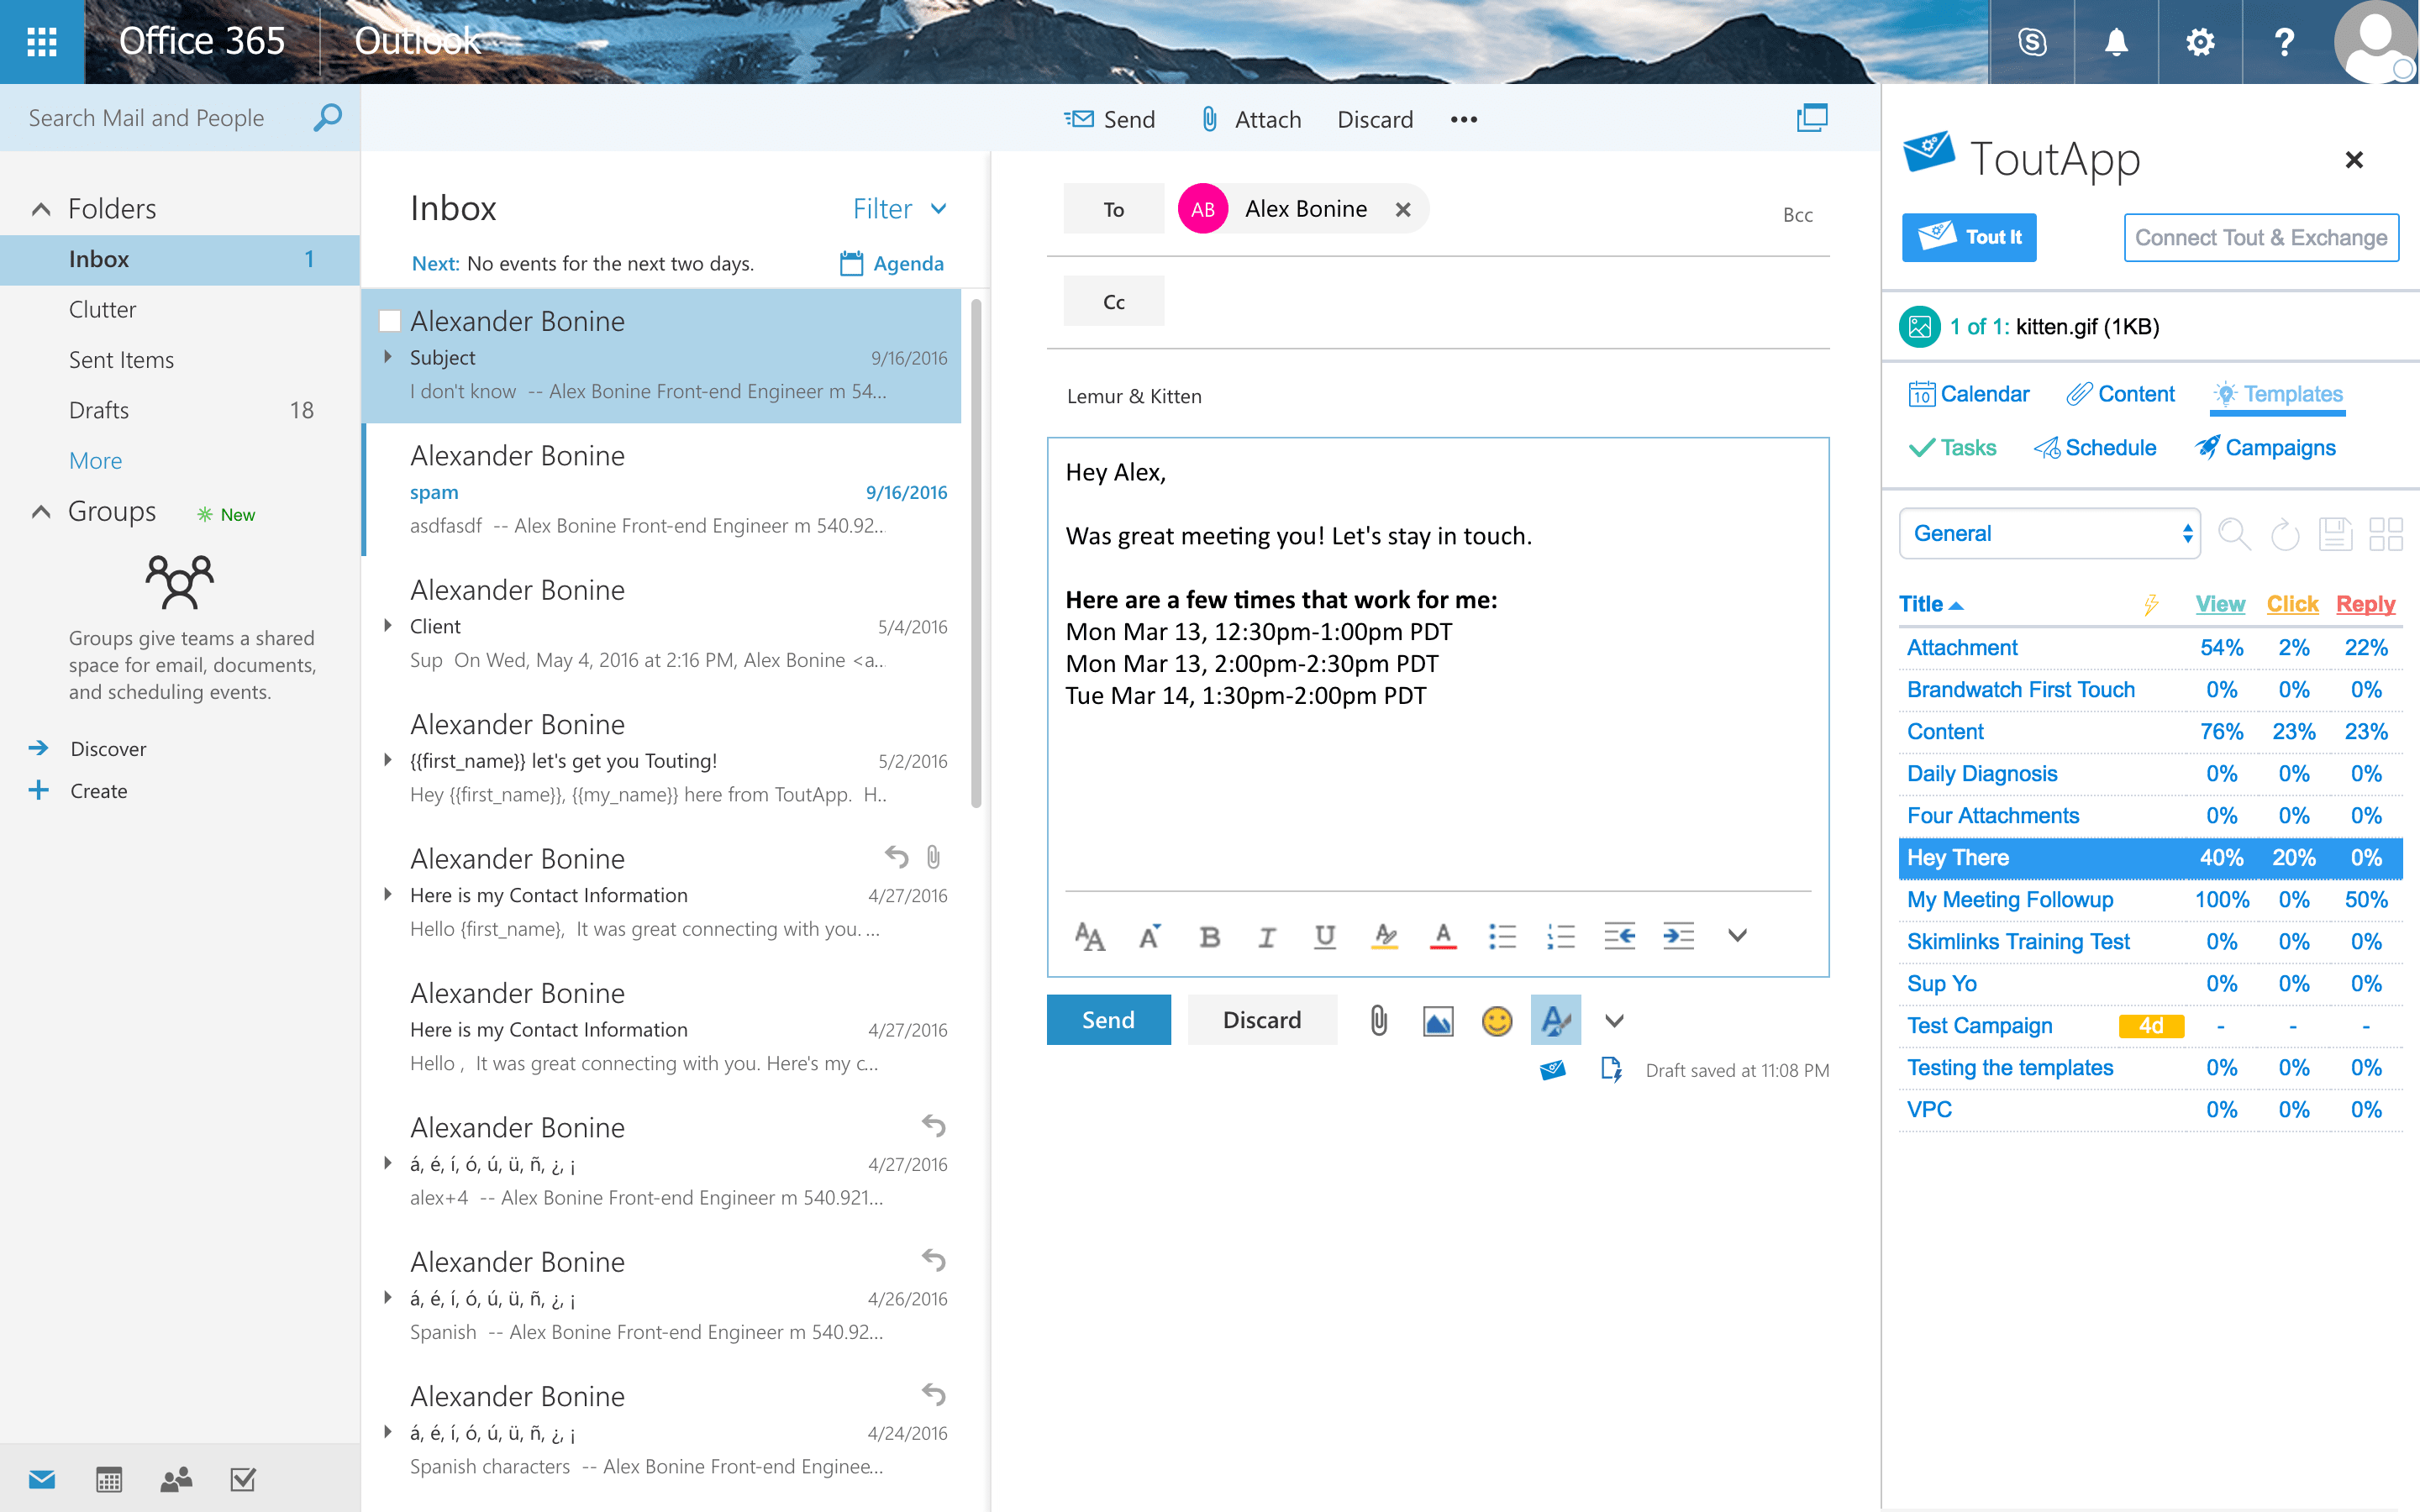 Office 365
Outlook
Search Mail and People
Folders
Inbox 1
Clutter
Sent Items
Drafts 18
More
Groups New
Groups give teams a shared
space for email, documents,
and scheduling events.
Discover
Create
Inbox Filter
Next: No events for the next two days. Agenda
Alexander Bonine
Subject 9/16/2016
I don't know -- Alex Bonine Front-end Engineer m 54...
Alexander Bonine
spam 9/16/2016
asdfasdf -- Alex Bonine Front-end Engineer m 540.92..
Alexander Bonine
Client 5/4/2016
Sup On Wed, May 4, 2016 at 2:16 PM, Alex Bonine <a..
Alexander Bonine
{{first_name}} let's get you Touting! 5/2/2016
Hey {{first_name}}, {{my_name}} here from ToutApp. H..
Alexander Bonine
Here is my Contact Information 4/27/2016
Hello {first_name}, It was great connecting with you. ...
Alexander Bonine
Here is my Contact Information 4/27/2016
Hello , It was great connecting with you. Here's my c...
Alexander Bonine
á, é, í, ó, ú, ü, ñ, ¿, ¡ 4/27/2016
alex+4 -- Alex Bonine Front-end Engineer m 540.921...
Alexander Bonine
á, é, í, ó, ú, ü, ñ, ¿, ¡ 4/26/2016
Spanish -- Alex Bonine Front-end Engineer m 540.92...
Alexander Bonine
á, é, í, ó, ú, ü, ñ, ¿, ¡ 4/24/2016
Spanish characters -- Alex Bonine Front-end Enginee...
Send Attach Discard •••
To AB Alex Bonine Bcc
Cc
Lemur & Kitten
Hey Alex,
Was great meeting you! Let's stay in touch.
Here are a few times that work for me:
Mon Mar 13, 12:30pm-1:00pm PDT
Mon Mar 13, 2:00pm-2:30pm PDT
Tue Mar 14, 1:30pm-2:00pm PDT
Send Discard
Draft saved at 11:08 PM
ToutApp
Tout It Connect Tout & Exchange
1 of 1: kitten.gif (1KB)
10 Calendar Content Templates
Tasks Schedule Campaigns
General
Title View Click Reply
Attachment 54% 2% 22%
Brandwatch First Touch 0% 0% 0%
Content 76% 23% 23%
Daily Diagnosis 0% 0% 0%
Four Attachments 0% 0% 0%
Hey There 40% 20% 0%
My Meeting Followup 100% 0% 50%
Skimlinks Training Test 0% 0% 0%
Sup Yo 0% 0% 0%
Test Campaign 4d - - -
Testing the templates 0% 0% 0%
VPC 0% 0% 0%